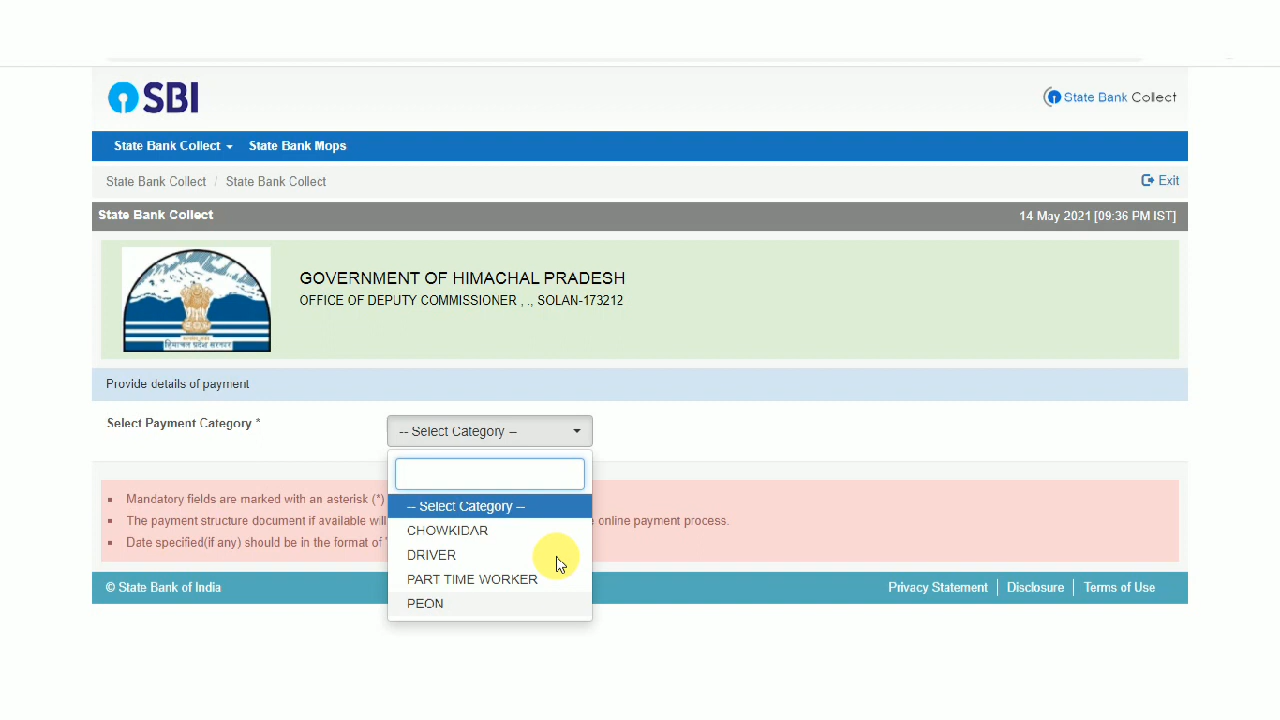 SBI
State Bank Collect
State Bank Collect State Bank Mops
State Bank Collect / State Bank Collect
Exit
State Bank Collect
14 May 2021 [09:36 PM IST]
GOVERNMENT OF HIMACHAL PRADESH
OFFICE OF DEPUTY COMMISSIONER , ., SOLAN-173212
हिमाचल प्रदेश सरकार
Provide details of payment
Select Payment Category *
-- Select Category --
-- Select Category --
CHOWKIDAR
DRIVER
PART TIME WORKER
PEON
Mandatory fields are marked with an asterisk (*)
The payment structure document if available will e online payment process.
Date specified(if any) should be in the format of '
© State Bank of India
Privacy Statement | Disclosure | Terms of Use